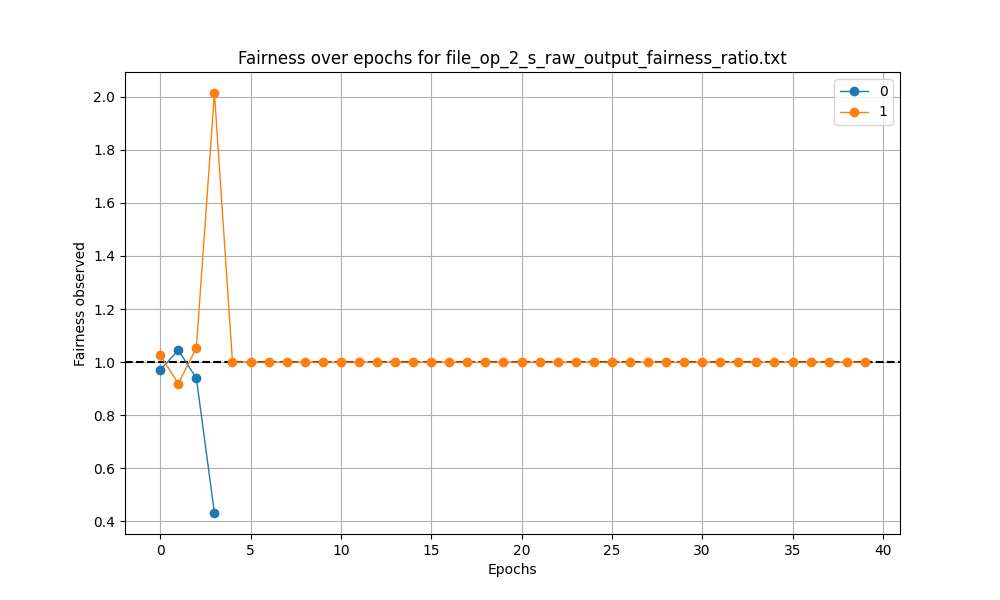 Fairness over epochs for file_op_2_s_raw_output_fairness_ratio.txt
0
1
Fairness observed
2.0
1.8
1.6
1.4
1.2
1.0
0.8
0.6
0.4
0 5 10 15 20 25 30 35 40
Epochs